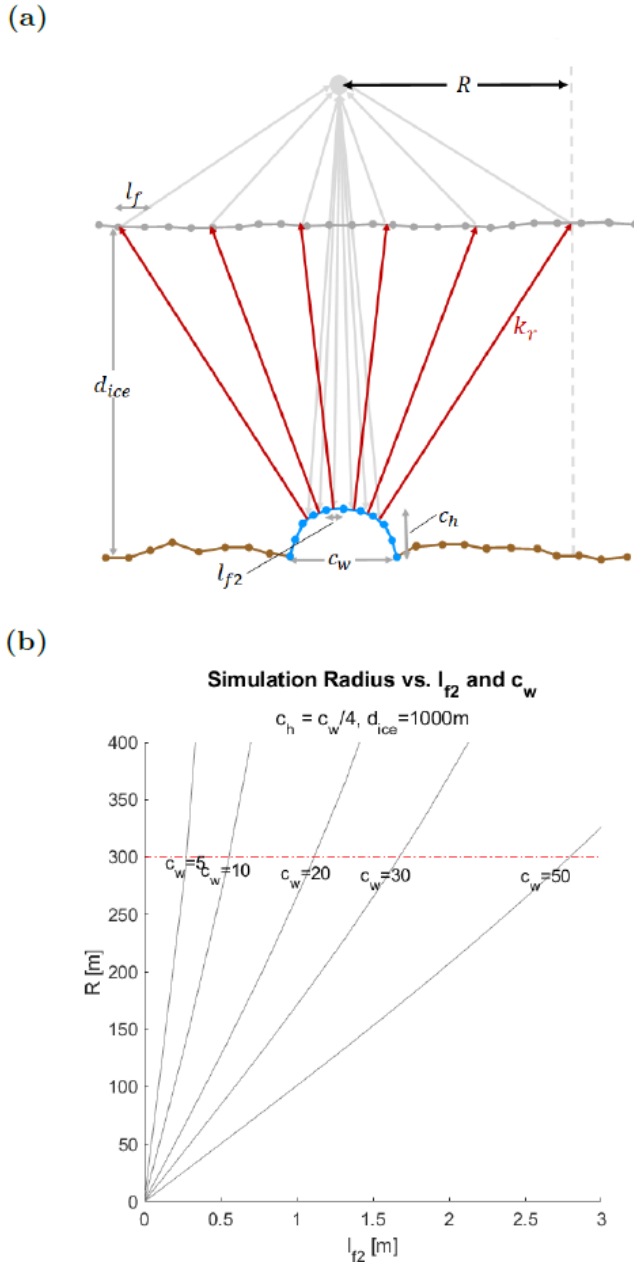 (a)
R
l_f
k_r
d_ice
c_h
l_f2
c_w
(b)
Simulation Radius vs. l_f2 and c_w
c_h = c_w/4, d_ice=1000m
400
350
300
250
200
150
100
50
0
R [m]
c_w=5
c_w=10
c_w=20
c_w=30
c_w=50
0 0.5 1 1.5 2 2.5 3
l_f2 [m]